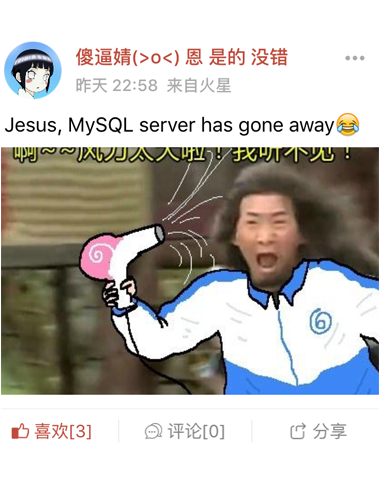 傻逼婧(>o<) 恩 是的 没错
昨天 22:58 来自火星
Jesus, MySQL server has gone away😂
啊~~风力太大啦！我听不见！
6
喜欢[3]
评论[0]
分享